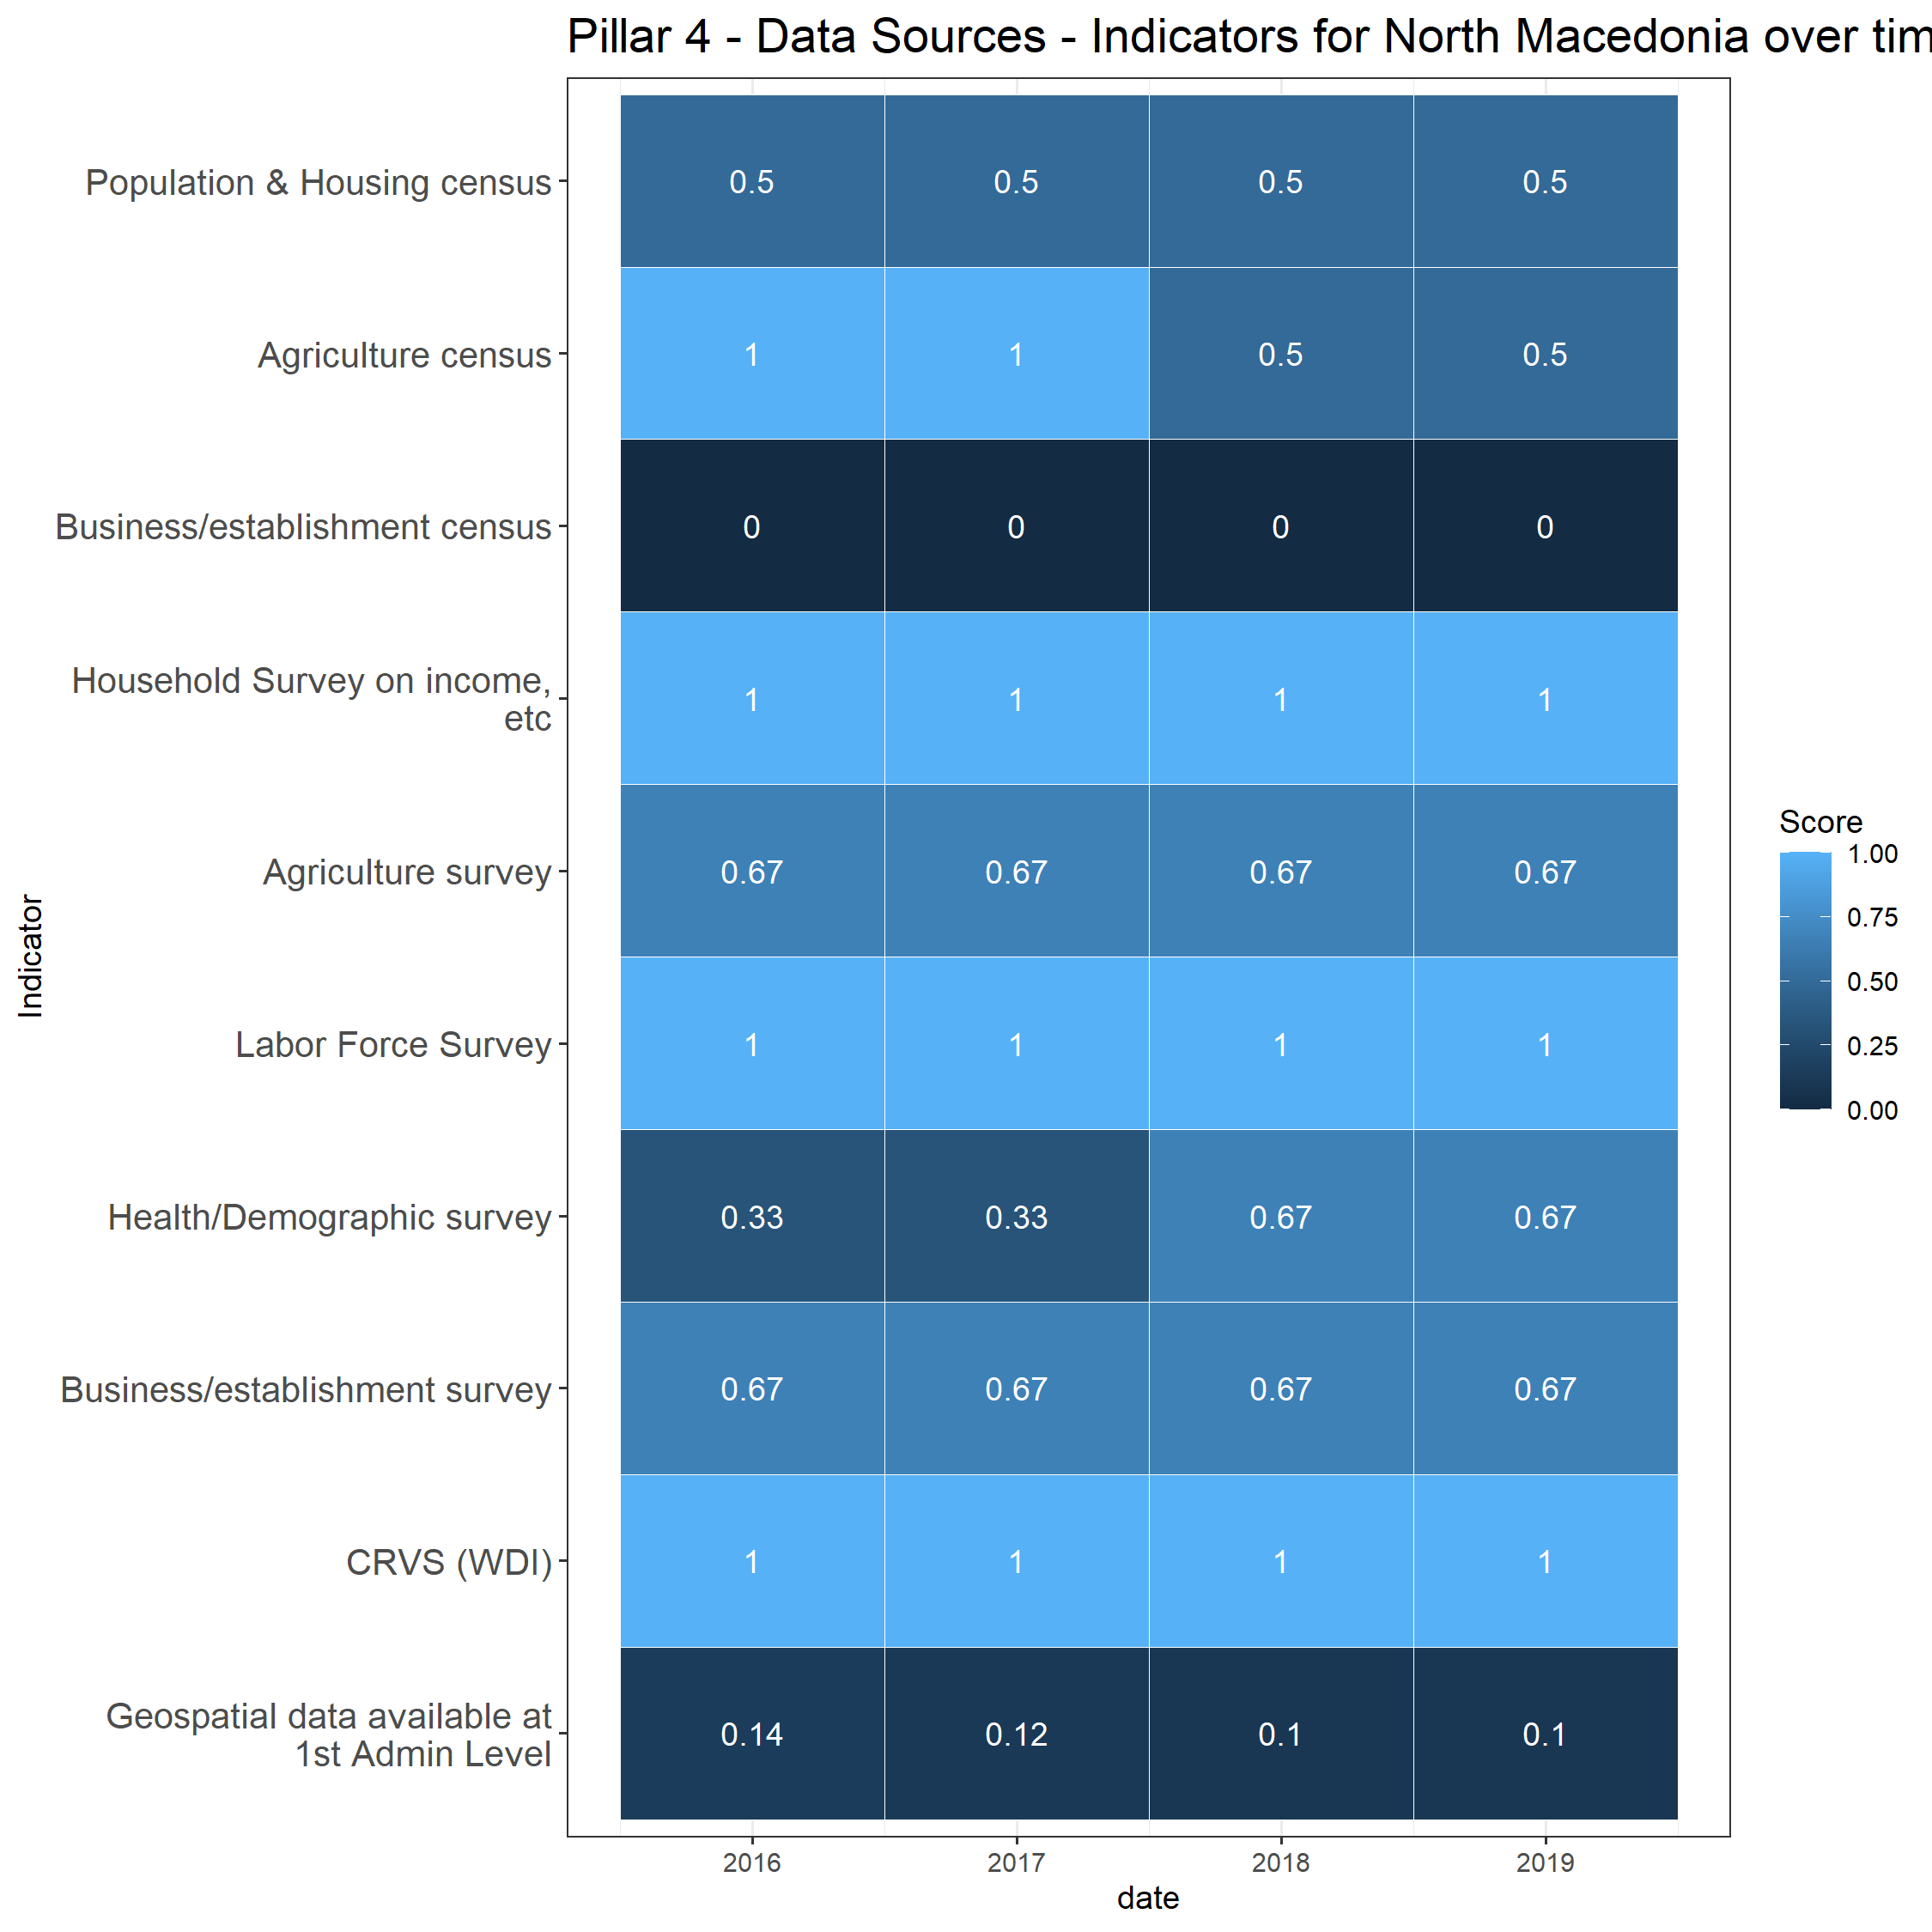 Pillar 4 - Data Sources - Indicators for North Macedonia over tim
Population & Housing census
0.5 0.5 0.5 0.5
Agriculture census
1 1 0.5 0.5
Business/establishment census
0 0 0 0
Household Survey on income,
etc
1 1 1 1
Agriculture survey
0.67 0.67 0.67 0.67
Labor Force Survey
1 1 1 1
Health/Demographic survey
0.33 0.33 0.67 0.67
Business/establishment survey
0.67 0.67 0.67 0.67
CRVS (WDI)
1 1 1 1
Geospatial data available at
1st Admin Level
0.14 0.12 0.1 0.1
2016 2017 2018 2019
date
Indicator
Score
1.00
0.75
0.50
0.25
0.00